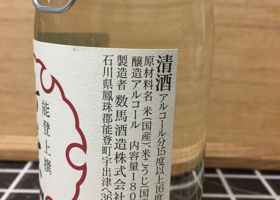 清酒
アルコール分15度以上16度
原材料名 米(国産)、米こうじ(国
醸造アルコール 内容量180
製造者 数馬酒造株式会
石川県鳳珠郡能登町宇出津へ36
能登上撰